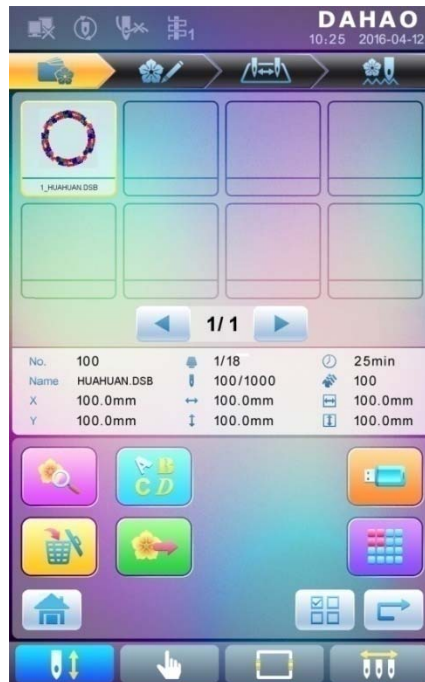 DAHAO
1
10:25 2016-04-12
1_HUAHUAN.DSB
1/1
No. 100 1/18 25min
Name HUAHUAN.DSB 100/1000 100
X 100.0mm 100.0mm 100.0mm
Y 100.0mm 100.0mm 100.0mm
A B
C D